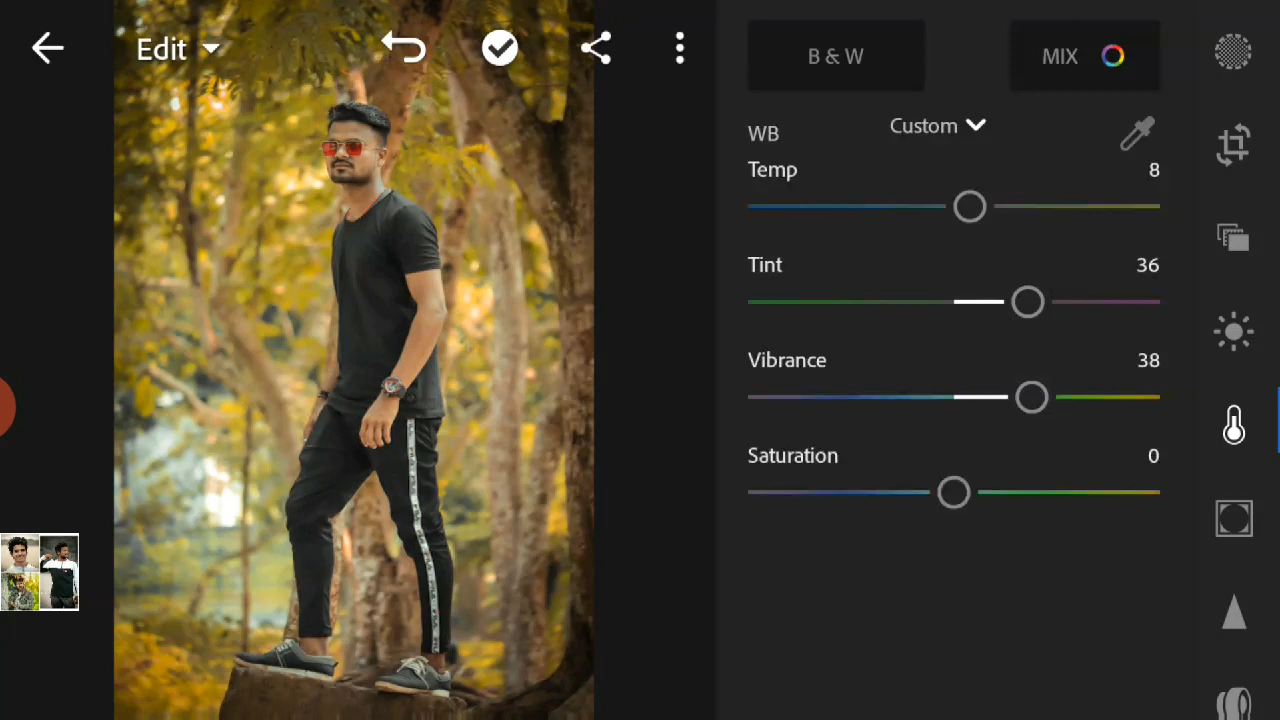 Edit
B & W
MIX
WB
Custom
Temp
8
Tint
36
Vibrance
38
Saturation
0